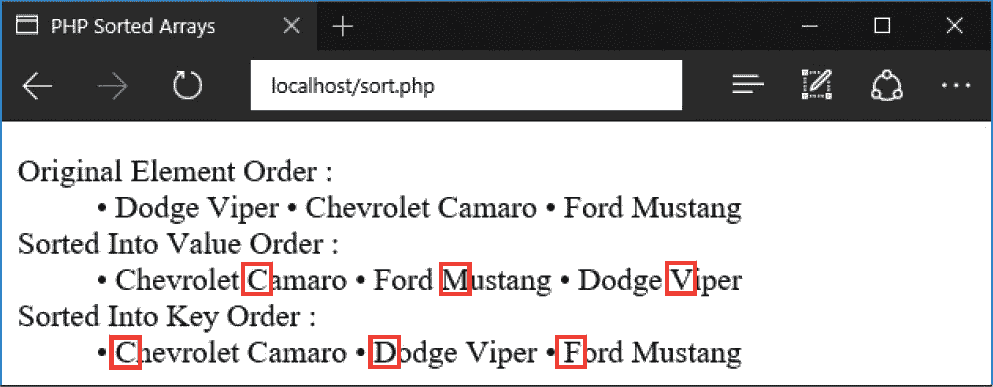 PHP Sorted Arrays
localhost/sort.php
Original Element Order :
• Dodge Viper • Chevrolet Camaro • Ford Mustang
Sorted Into Value Order :
• Chevrolet Camaro • Ford Mustang • Dodge Viper
Sorted Into Key Order :
• Chevrolet Camaro • Dodge Viper • Ford Mustang